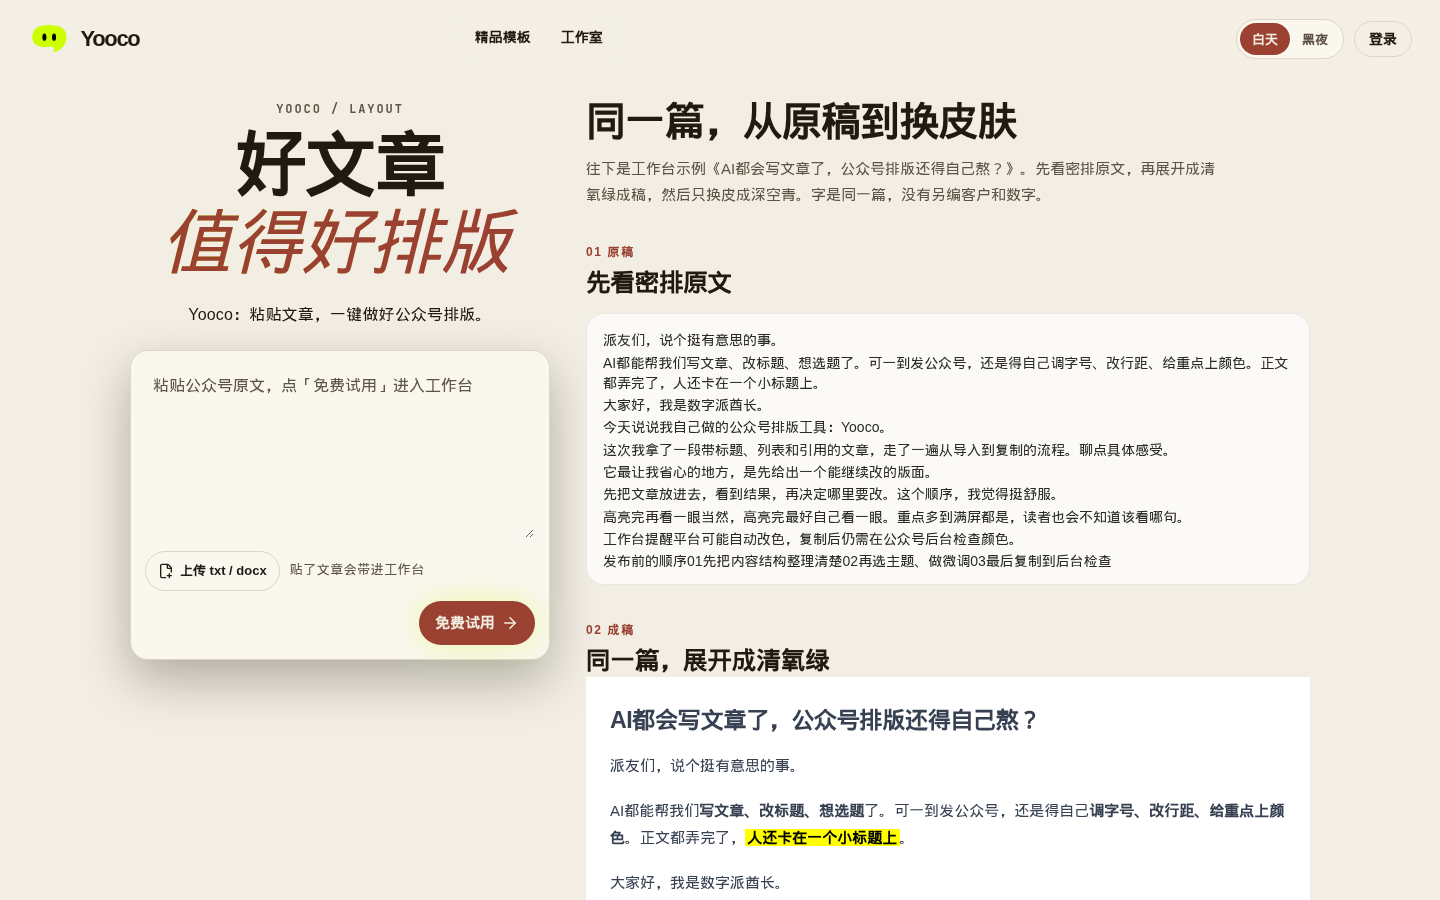 Yooco
精品模板
工作室
白天
黑夜
登录
YOOCO / LAYOUT
好文章
值得好排版
Yooco：粘贴文章，一键做好公众号排版。
粘贴公众号原文，点「免费试用」进入工作台
上传 txt / docx
贴了文章会带进工作台
免费试用
同一篇，从原稿到换皮肤
往下是工作台示例《AI都会写文章了，公众号排版还得自己熬？》。先看密排原文，再展开成清
氧绿成稿，然后只换皮成深空青。字是同一篇，没有另编客户和数字。
01 原稿
先看密排原文
派友们，说个挺有意思的事。
AI都能帮我们写文章、改标题、想选题了。可一到发公众号，还是得自己调字号、改行距、给重点上颜色。正文
都弄完了，人还卡在一个小标题上。
大家好，我是数字派酋长。
今天说说我自己做的公众号排版工具：Yooco。
这次我拿了一段带标题、列表和引用的文章，走了一遍从导入到复制的流程。聊点具体感受。
它最让我省心的地方，是先给出一个能继续改的版面。
先把文章放进去，看到结果，再决定哪里要改。这个顺序，我觉得挺舒服。
高亮完再看一眼当然，高亮完最好自己看一眼。重点多到满屏都是，读者也会不知道该看哪句。
工作台提醒平台可能自动改色，复制后仍需在公众号后台检查颜色。
发布前的顺序01先把内容结构整理清楚02再选主题、做微调03最后复制到后台检查
02 成稿
同一篇，展开成清氧绿
AI都会写文章了，公众号排版还得自己熬？
派友们，说个挺有意思的事。
AI都能帮我们写文章、改标题、想选题了。可一到发公众号，还是得自己调字号、改行距、给重点上颜
色。正文都弄完了，人还卡在一个小标题上。
大家好，我是数字派酋长。